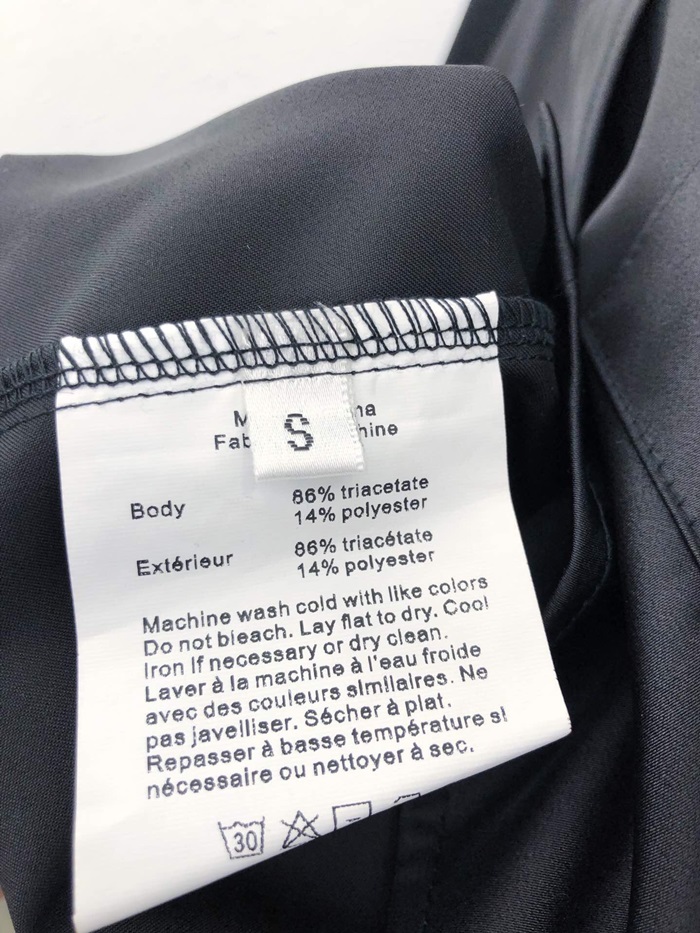 S
Body
86% triacetate
14% polyester
Extérieur
86% triacétate
14% polyester
Machine wash cold with like colors
Do not bleach. Lay flat to dry. Cool
Iron if necessary or dry clean.
Laver à la machine à l'eau froide
avec des couleurs similaires. Ne
pas javelliser. Sécher à plat.
Repasser à basse température si
nécessaire ou nettoyer à sec.
30